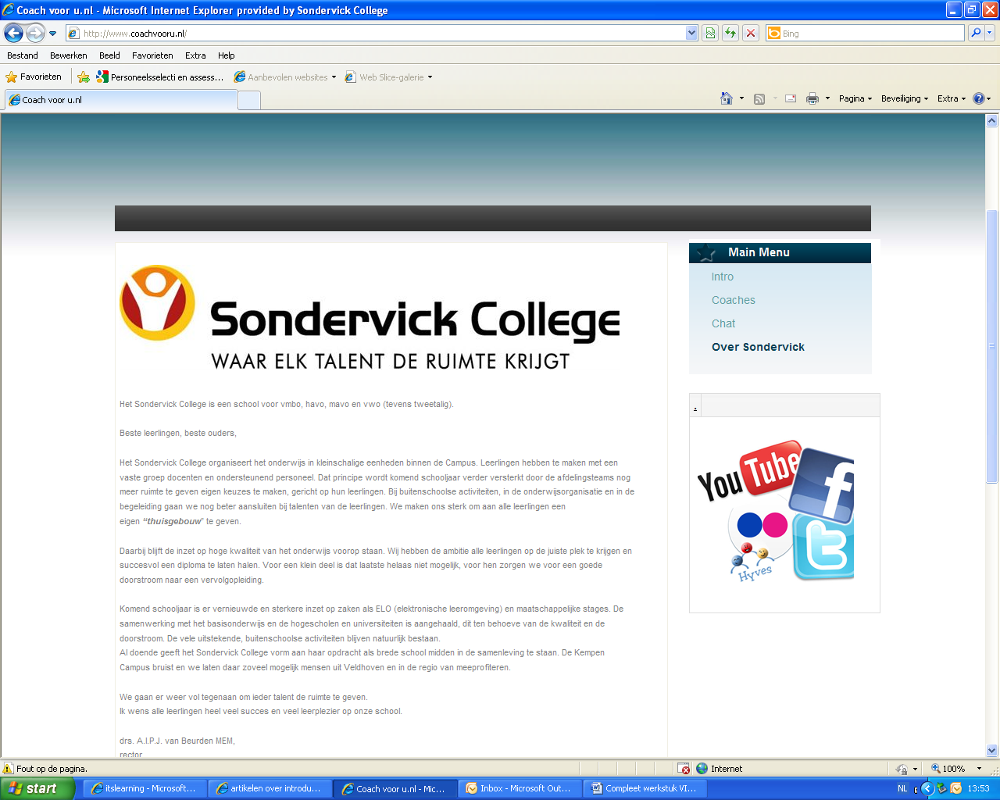 Coach voor u.nl - Microsoft Internet Explorer provided by Sondervick College
http://www.coachvooru.nl/
Bing
Bestand Bewerken Beeld Favorieten Extra Help
Favorieten Personeelsselecti en assess... Aanbevolen websites Web Slice-galerie
Coach voor u.nl
Pagina Beveiliging Extra
Sondervick College
WAAR ELK TALENT DE RUIMTE KRIJGT
Het Sondervick College is een school voor vmbo, havo, mavo en vwo (tevens tweetalig).
Beste leerlingen, beste ouders,
Het Sondervick College organiseert het onderwijs in kleinschalige eenheden binnen de Campus. Leerlingen hebben te maken met een
vaste groep docenten en ondersteunend personeel. Dat principe wordt komend schooljaar verder versterkt door de afdelingsteams nog
meer ruimte te geven eigen keuzes te maken, gericht op hun leerlingen. Bij buitenschoolse activiteiten, in de onderwijsorganisatie en in de
begeleiding gaan we nog beter aansluiten bij talenten van de leerlingen. We maken ons sterk om aan alle leerlingen een
eigen “thuisgebouw” te geven.
Daarbij blijft de inzet op hoge kwaliteit van het onderwijs voorop staan. Wij hebben de ambitie alle leerlingen op de juiste plek te krijgen en
succesvol een diploma te laten halen. Voor een klein deel is dat laatste helaas niet mogelijk, voor hen zorgen we voor een goede
doorstroom naar een vervolgopleiding.
Komend schooljaar is er vernieuwde en sterkere inzet op zaken als ELO (elektronische leeromgeving) en maatschappelijke stages. De
samenwerking met het basisonderwijs en de hogescholen en universiteiten is aangehaald, dit ten behoeve van de kwaliteit en de
doorstroom. De vele uitstekende, buitenschoolse activiteiten blijven natuurlijk bestaan.
Al doende geeft het Sondervick College vorm aan haar opdracht als brede school midden in de samenleving te staan. De Kempen
Campus bruist en we laten daar zoveel mogelijk mensen uit Veldhoven en in de regio van meeprofiteren.
We gaan er weer vol tegenaan om ieder talent de ruimte te geven.
Ik wens alle leerlingen heel veel succes en veel leerplezier op onze school.
drs. A.I.P.J. van Beurden MEM,
rector
Main Menu
Intro
Coaches
Chat
Over Sondervick
.
You Tube
f
t
Hyves
Fout op de pagina. Internet 100%
start itslearning - Microsoft... artikelen over introdu... Coach voor u.nl - Mic... Inbox - Microsoft Out... Compleet werkstuk VI... NL 13:53